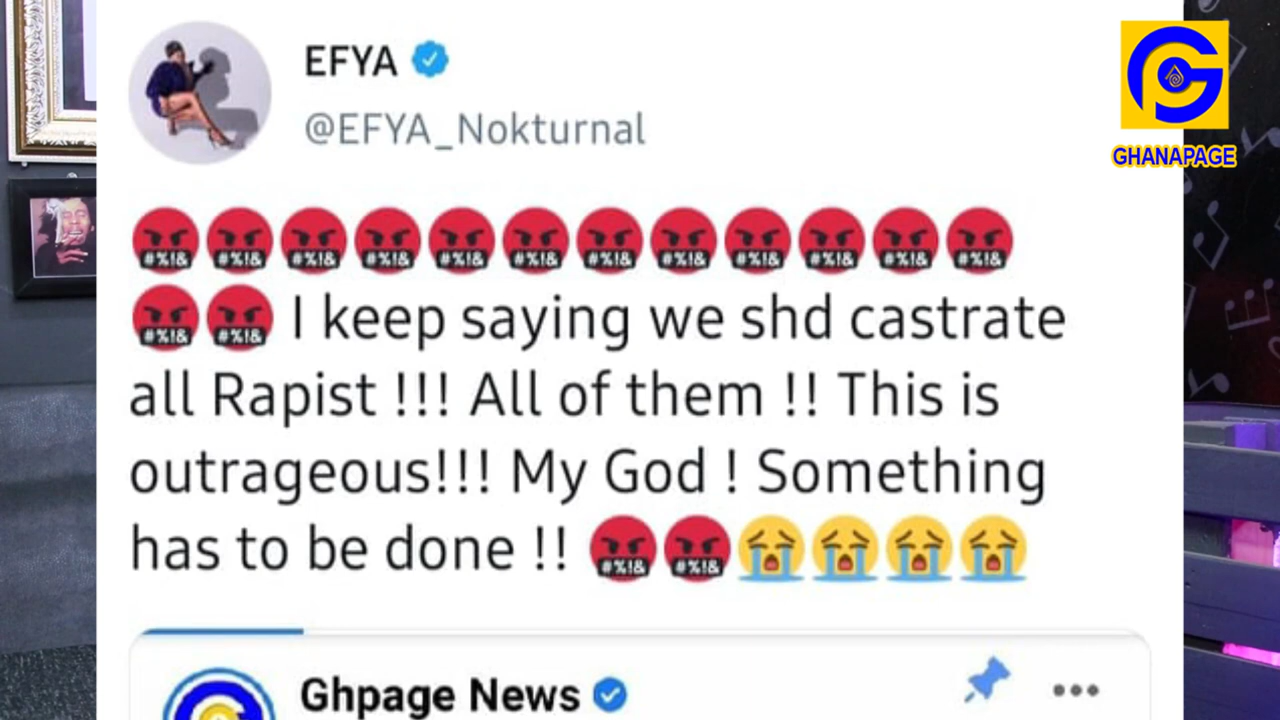 EFYA
@EFYA_Nokturnal
GHANAPAGE
🤬🤬🤬🤬🤬🤬🤬🤬🤬🤬🤬🤬
🤬🤬 I keep saying we shd castrate
all Rapist !!! All of them !! This is
outrageous!!! My God ! Something
has to be done !! 🤬🤬😭😭😭😭
Ghpage News